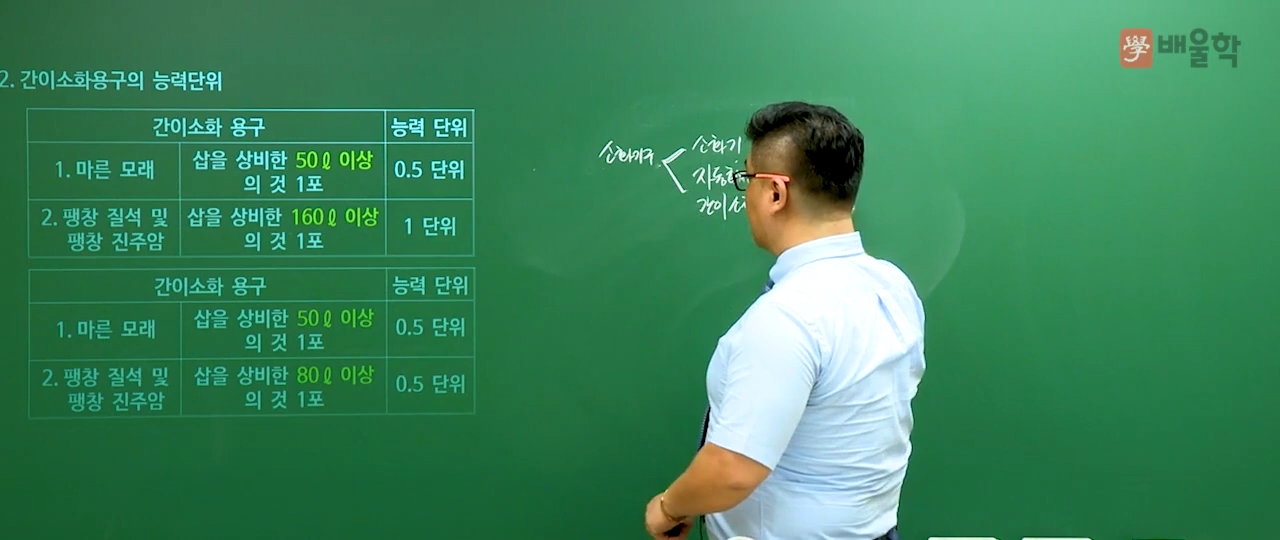 學 배울학
2. 간이소화용구의 능력단위
간이소화 용구 능력 단위
1. 마른 모래 삽을 상비한 50ℓ 이상 0.5 단위
의 것 1포
2. 팽창 질석 및 삽을 상비한 160ℓ 이상 1 단위
팽창 진주암 의 것 1포
간이소화 용구 능력 단위
1. 마른 모래 삽을 상비한 50ℓ 이상 0.5 단위
의 것 1포
2. 팽창 질석 및 삽을 상비한 80ℓ 이상 0.5 단위
팽창 진주암 의 것 1포
소화기구
소화기
자동
간이소